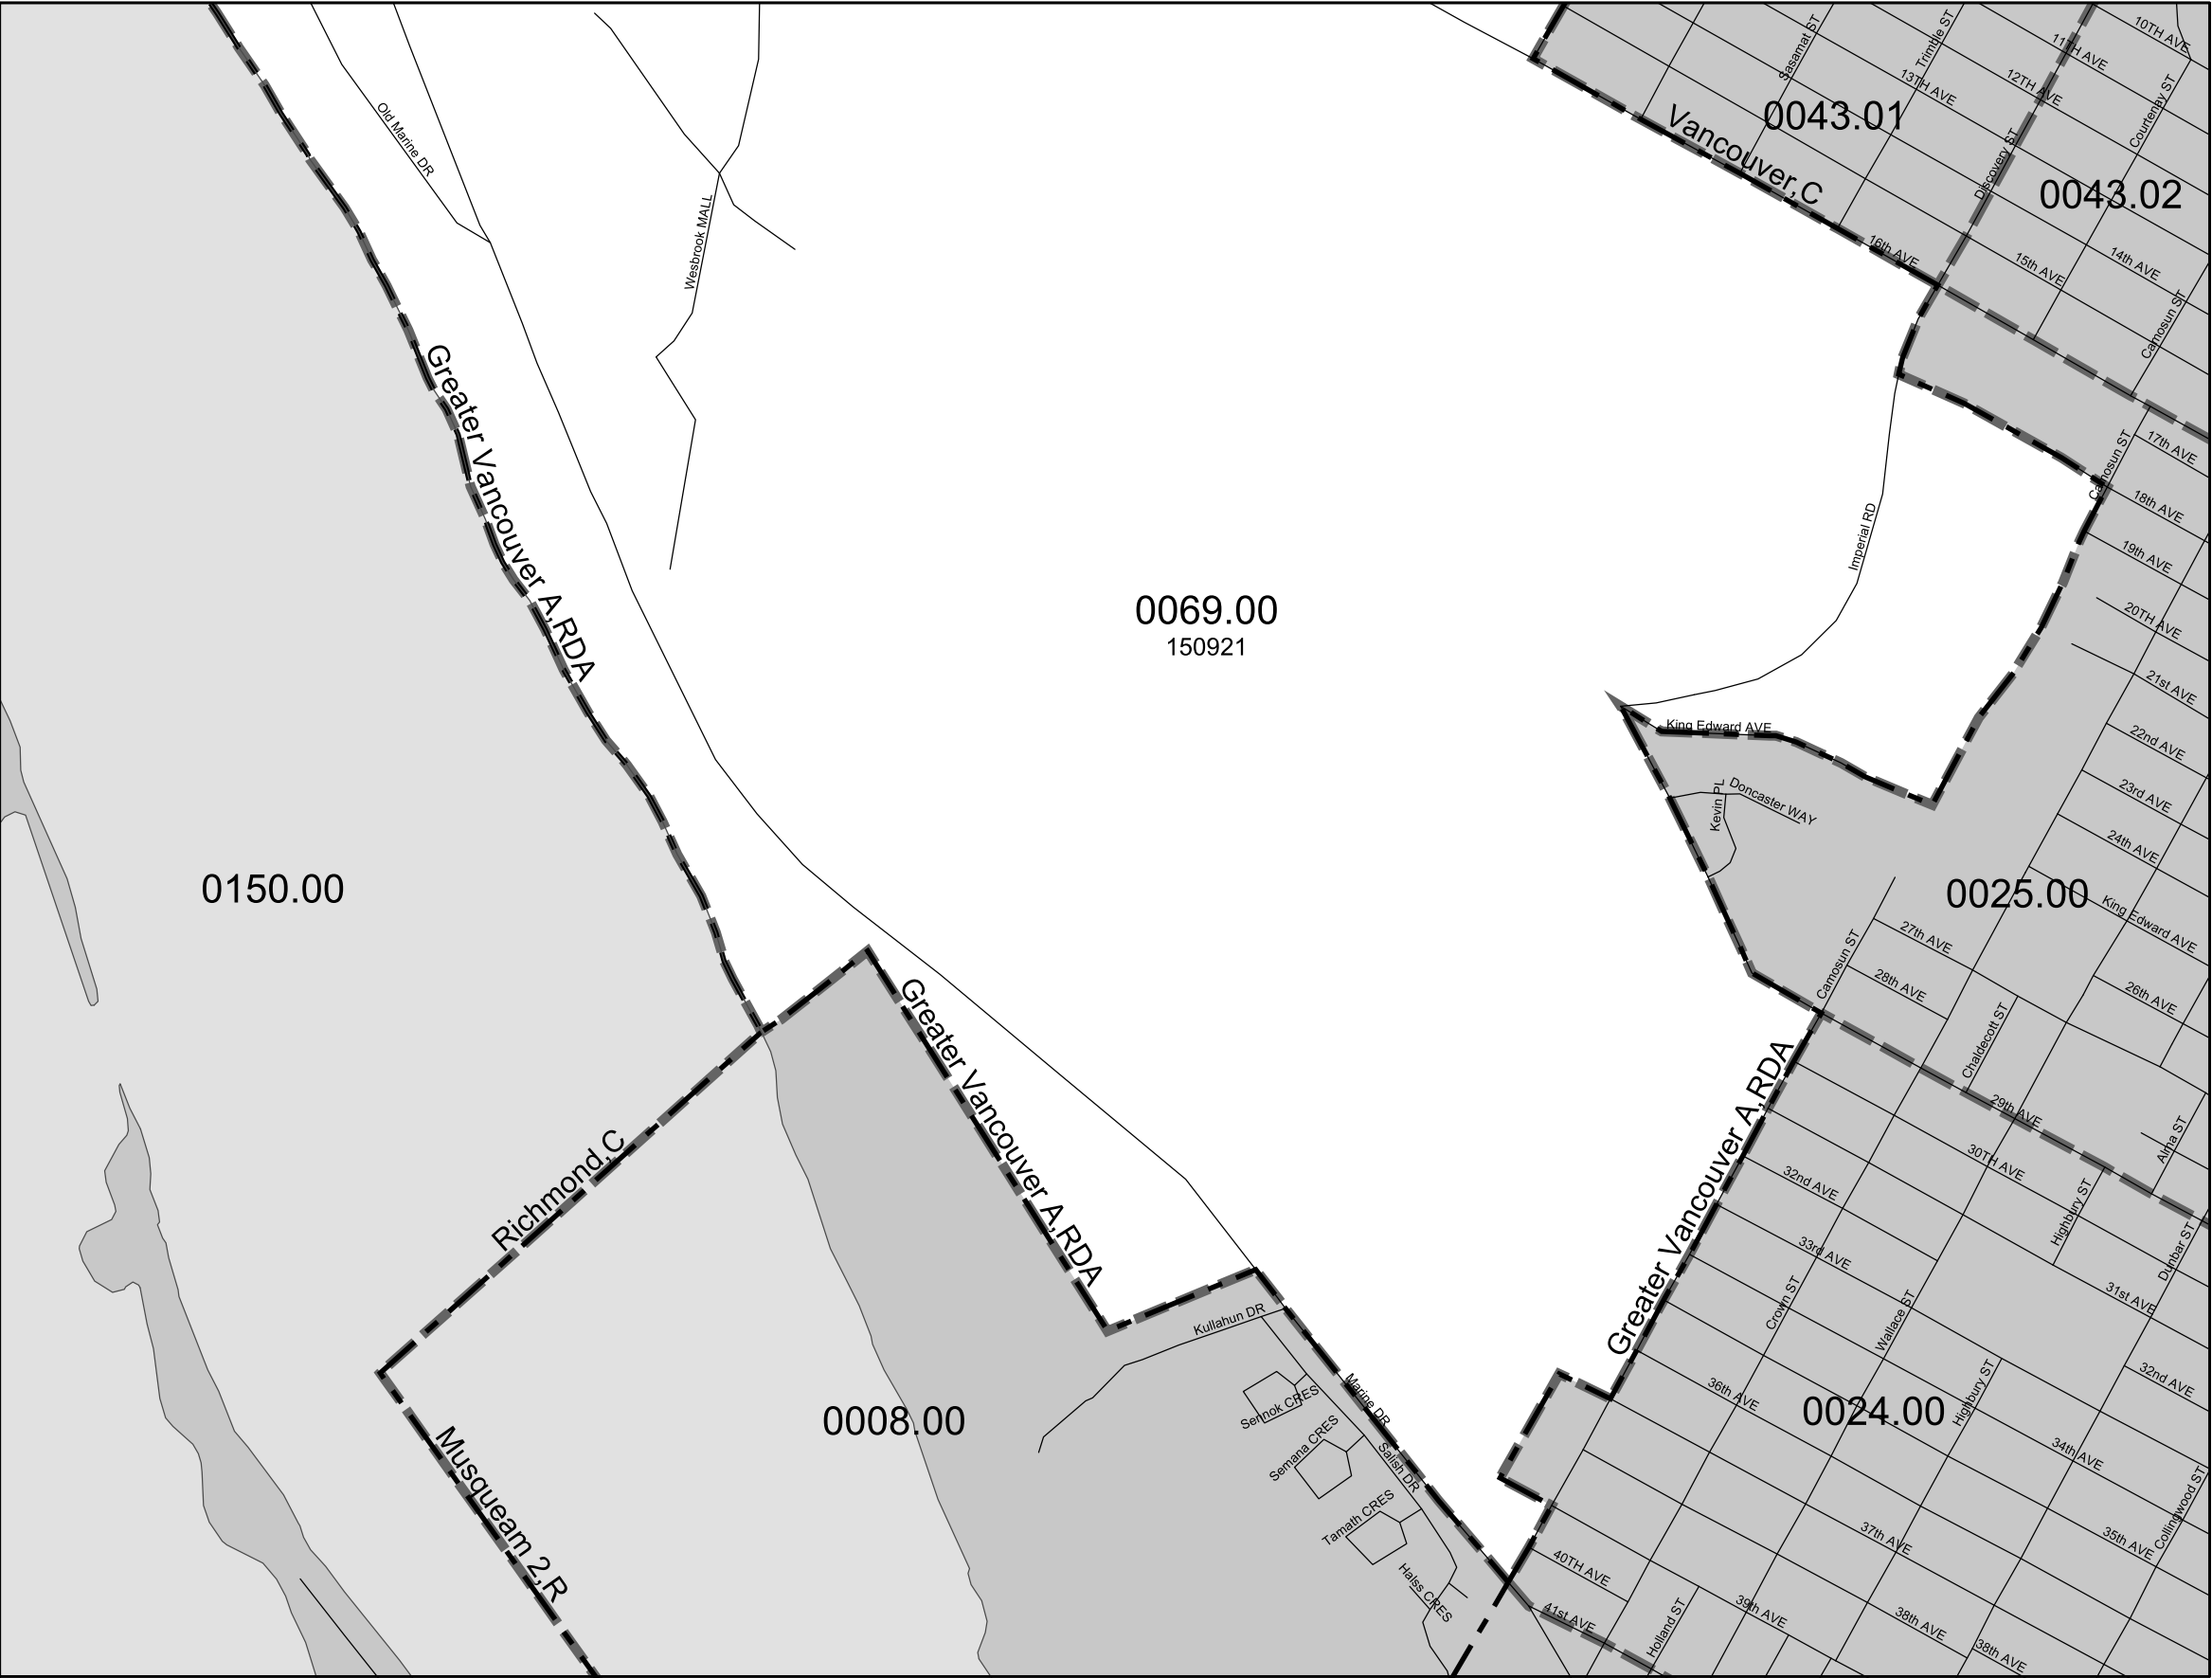 10TH AVE
11TH AVE
Sasamat ST
Trimble ST
12TH AVE
13TH AVE
Courtenay ST
Old Marine DR
0043.01
Vancouver,C
Discovery ST
0043.02
Wesbrook MALL
16th AVE
15th AVE
14th AVE
Camosun ST
Greater Vancouver A,RDA
17th AVE
Camosun ST
18th AVE
Imperial RD
19th AVE
0069.00
150921
20TH AVE
21st AVE
King Edward AVE
22nd AVE
Kevin PL
Doncaster WAY
23rd AVE
24th AVE
0150.00
0025.00
King Edward AVE
27th AVE
Camosun ST
28th AVE
26th AVE
Greater Vancouver A,RDA
Chaldecott ST
29th AVE
Alma ST
Richmond,C
30TH AVE
32nd AVE
Greater Vancouver A,RDA
Highbury ST
33rd AVE
Dunbar ST
31st AVE
Crown ST
Kullahun DR
Wallace ST
Marine DR
Sennok CRES
36th AVE
Highbury ST
32nd AVE
0008.00
0024.00
Musqueam 2,R
Semana CRES
Salish DR
34th AVE
Tamath CRES
Collingwood ST
37th AVE
35th AVE
40TH AVE
Halss CRES
41st AVE
Holland ST
39th AVE
38th AVE
38th AVE